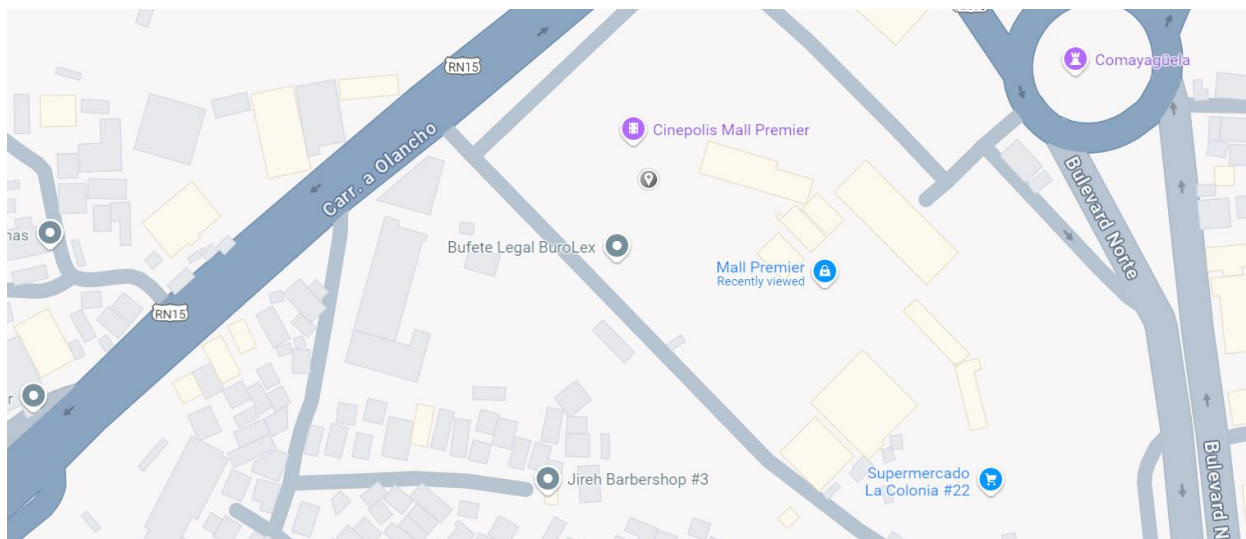 RN15
Comayagüela
Cinepolis Mall Premier
Carr. a Olancho
Bulevard Norte
nas
Bufete Legal BuroLex
Mall Premier
Recently viewed
RN15
r
Jireh Barbershop #3
Supermercado
La Colonia #22
Bulevard N